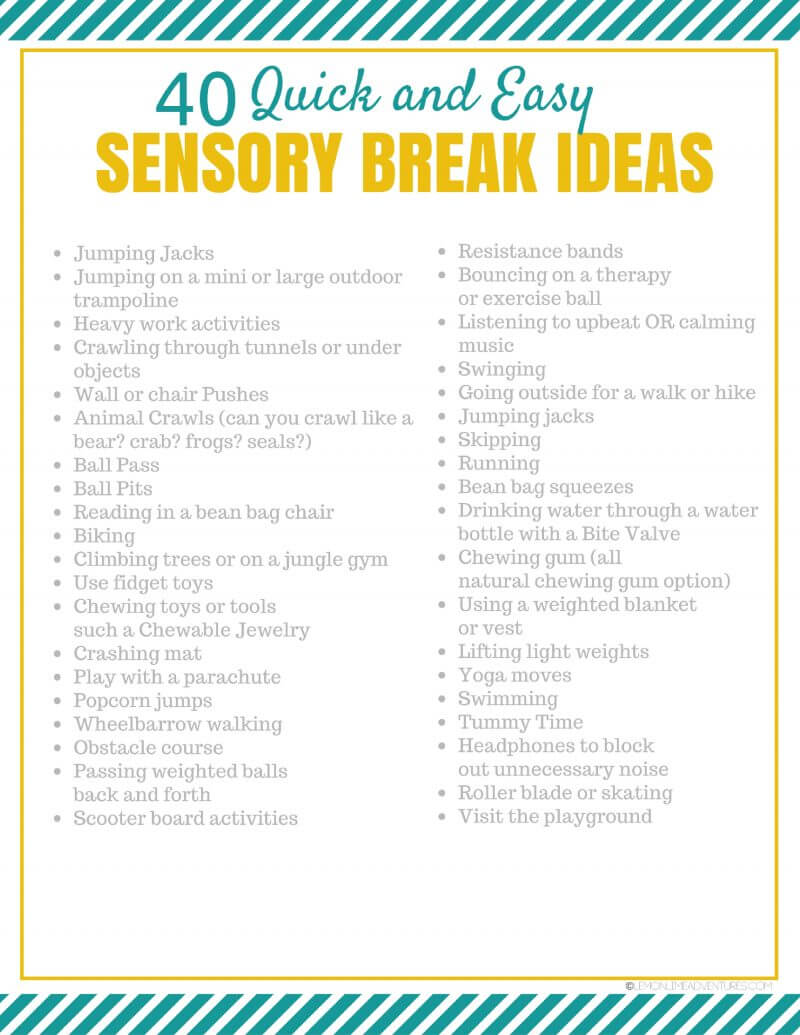 40 Quick and Easy
SENSORY BREAK IDEAS
• Jumping Jacks
• Jumping on a mini or large outdoor
trampoline
• Heavy work activities
• Crawling through tunnels or under
objects
• Wall or chair Pushes
• Animal Crawls (can you crawl like a
bear? crab? frogs? seals?)
• Ball Pass
• Ball Pits
• Reading in a bean bag chair
• Biking
• Climbing trees or on a jungle gym
• Use fidget toys
• Chewing toys or tools
such a Chewable Jewelry
• Crashing mat
• Play with a parachute
• Popcorn jumps
• Wheelbarrow walking
• Obstacle course
• Passing weighted balls
back and forth
• Scooter board activities
• Resistance bands
• Bouncing on a therapy
or exercise ball
• Listening to upbeat OR calming
music
• Swinging
• Going outside for a walk or hike
• Jumping jacks
• Skipping
• Running
• Bean bag squeezes
• Drinking water through a water
bottle with a Bite Valve
• Chewing gum (all
natural chewing gum option)
• Using a weighted blanket
or vest
• Lifting light weights
• Yoga moves
• Swimming
• Tummy Time
• Headphones to block
out unnecessary noise
• Roller blade or skating
• Visit the playground
©LEMONLIMEADVENTURES.COM